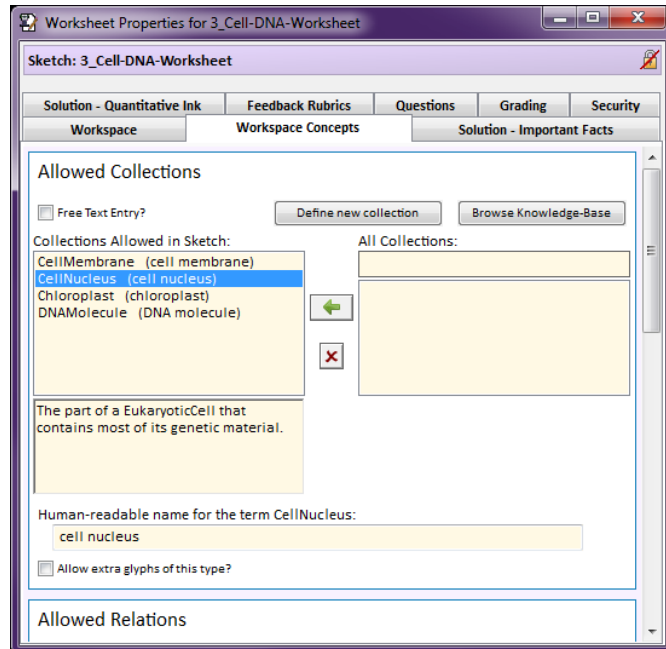 Worksheet Properties for 3_Cell-DNA-Worksheet
Sketch: 3_Cell-DNA-Worksheet
Solution - Quantitative Ink
Feedback Rubrics
Questions
Grading
Security
Workspace
Workspace Concepts
Solution - Important Facts
Allowed Collections
Free Text Entry?
Define new collection
Browse Knowledge-Base
Collections Allowed in Sketch:
All Collections:
CellMembrane (cell membrane)
CellNucleus (cell nucleus)
Chloroplast (chloroplast)
DNAMolecule (DNA molecule)
The part of a EukaryoticCell that
contains most of its genetic material.
Human-readable name for the term CellNucleus:
cell nucleus
Allow extra glyphs of this type?
Allowed Relations